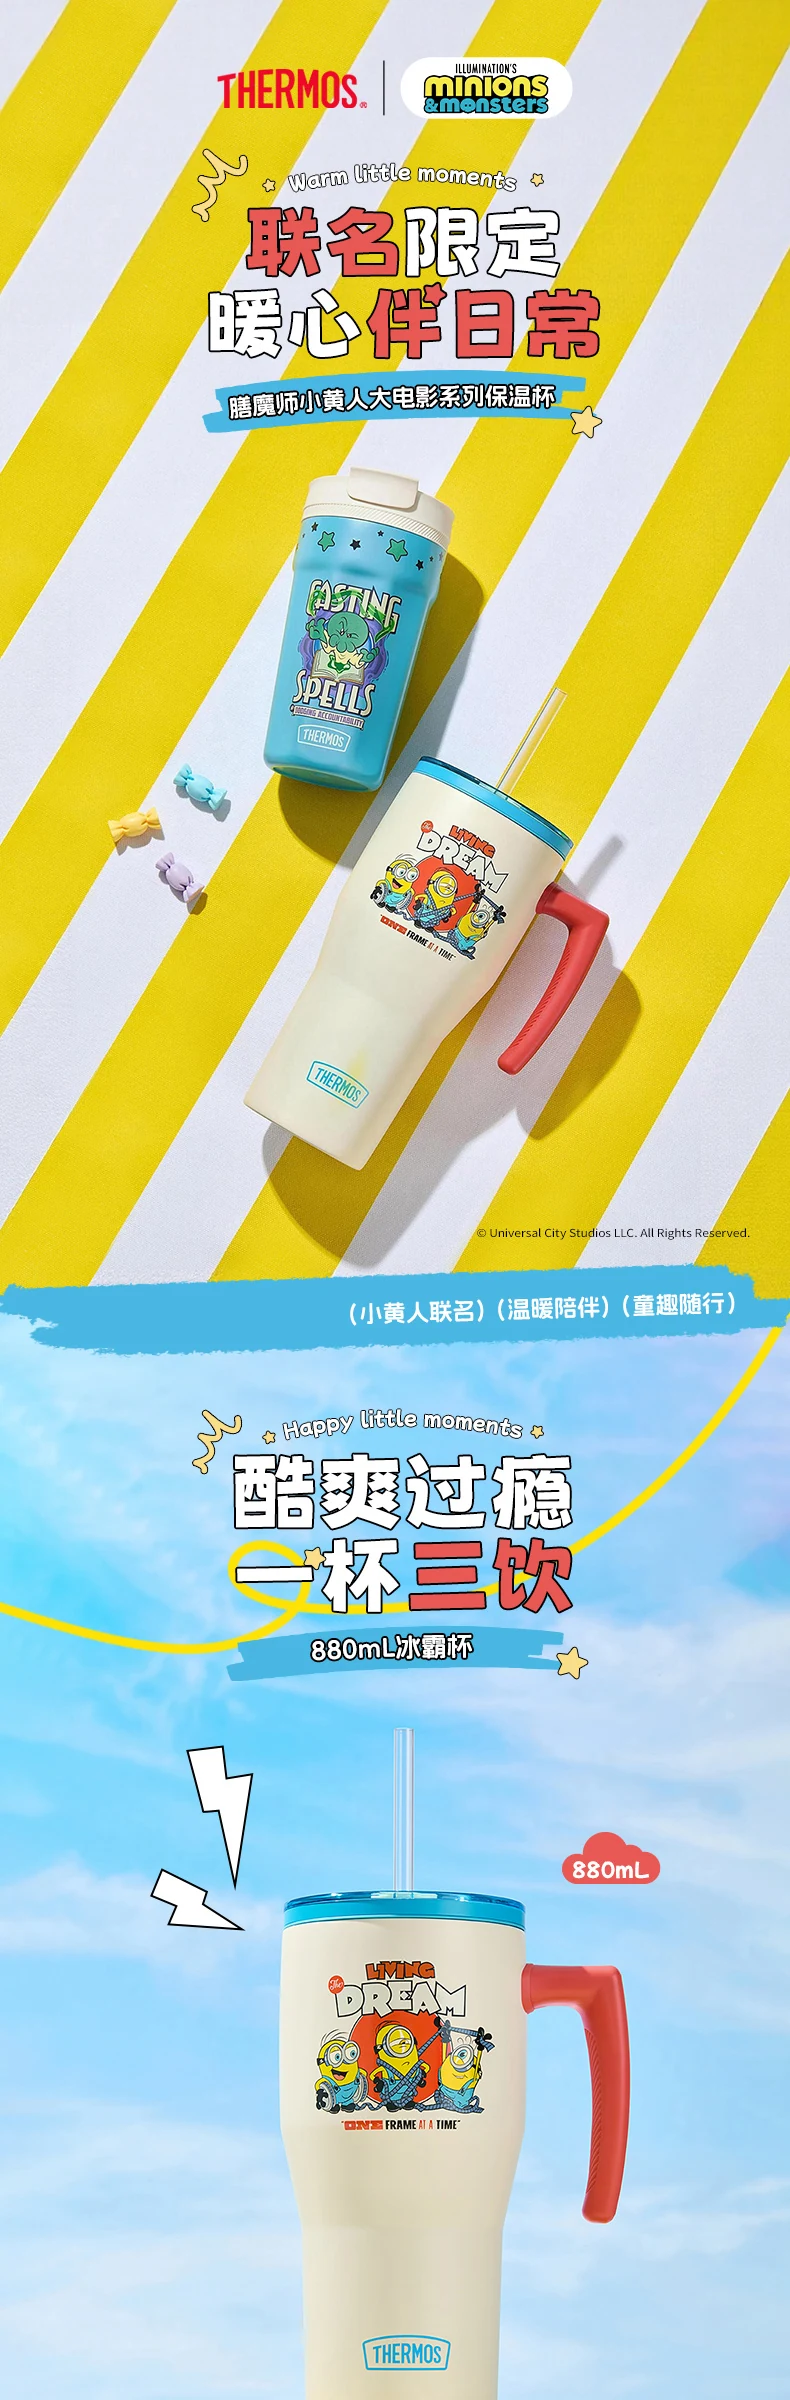 THERMOS®
ILLUMINATION'S
minions
&monsters
Warm little moments
联名限定
暖心伴日常
膳魔师小黄人大电影系列保温杯
CASTING
SPELLS
DODGING ACCOUNTABILITY
THERMOS
The
LIVING
DREAM
"ONE FRAME AT A TIME"
THERMOS
© Universal City Studios LLC. All Rights Reserved.
(小黄人联名)(温暖陪伴)(童趣随行)
Happy little moments
酷爽过瘾
一杯三饮
880mL冰霸杯
880mL
The
LIVING
DREAM
"ONE FRAME AT A TIME"
THERMOS